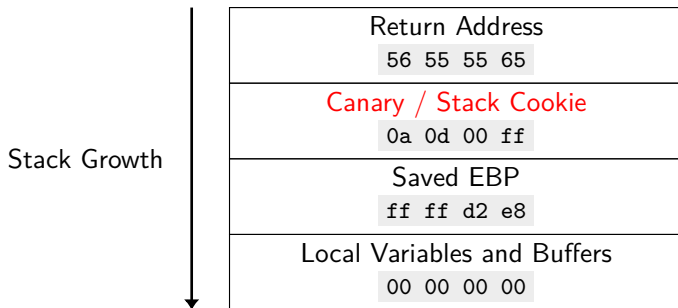 Return Address
56 55 55 65
Canary / Stack Cookie
0a 0d 00 ff
Stack Growth
Saved EBP
ff ff d2 e8
Local Variables and Buffers
00 00 00 00